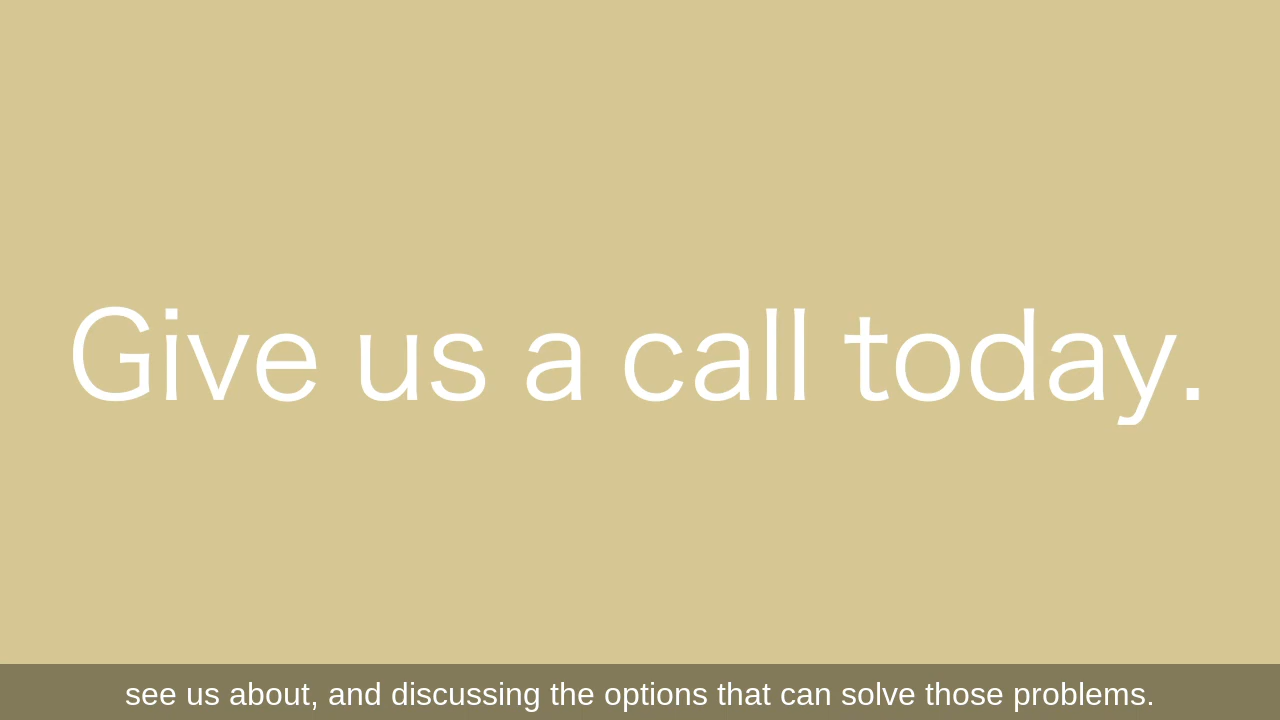 Give us a call today.
see us about, and discussing the options that can solve those problems.